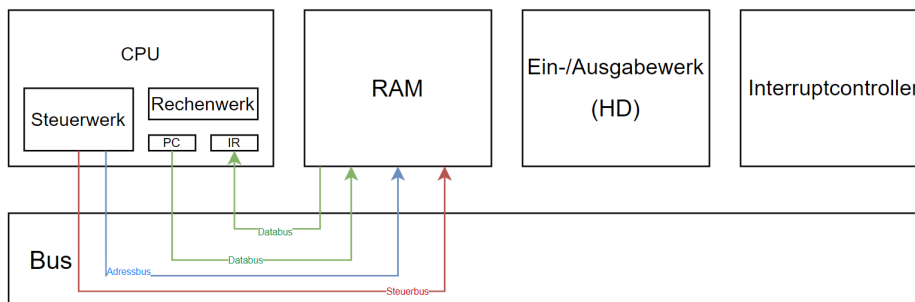 CPU
Steuerwerk
Rechenwerk
PC
IR
RAM
Ein-/Ausgabewerk
(HD)
Interruptcontroller
Bus
Databus
Databus
Adressbus
Steuerbus